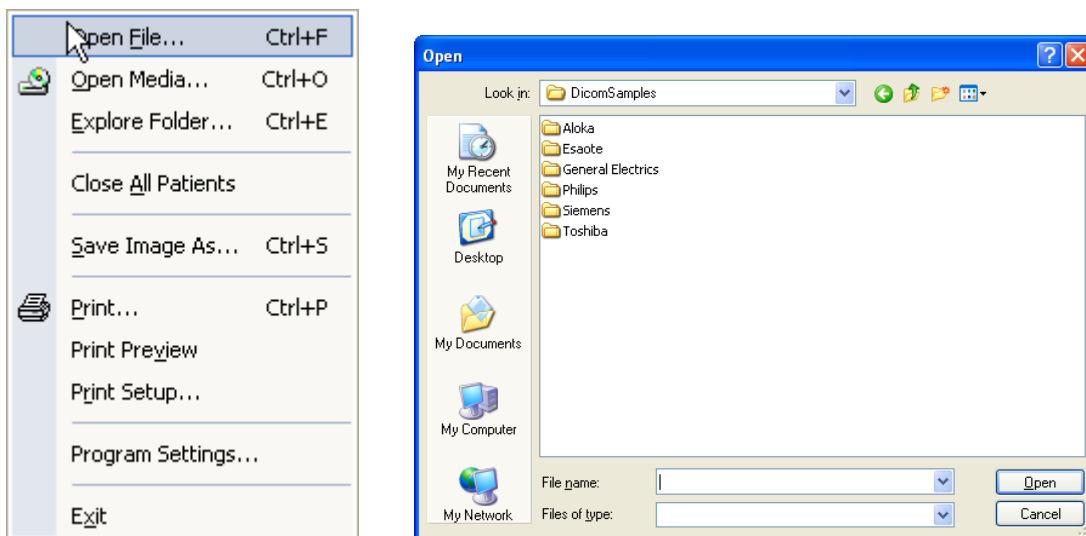 Open File... Ctrl+F
Open Media... Ctrl+O
Explore Folder... Ctrl+E
Close All Patients
Save Image As... Ctrl+S
Print... Ctrl+P
Print Preview
Print Setup...
Program Settings...
Exit
Open
Look in: DicomSamples
My Recent
Documents
Desktop
My Documents
My Computer
My Network
Aloka
Esaote
General Electrics
Philips
Siemens
Toshiba
File name: Open
Files of type: Cancel